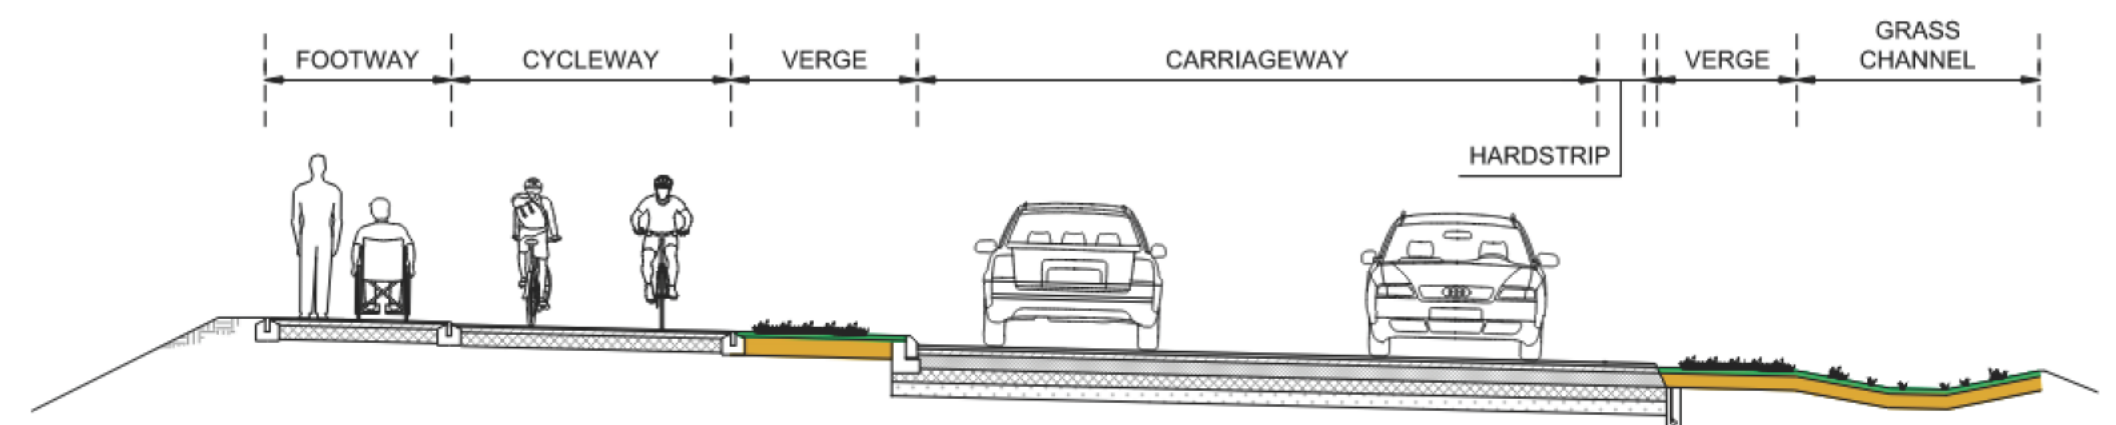 FOOTWAY
CYCLEWAY
VERGE
CARRIAGEWAY
HARDSTRIP
VERGE
GRASS
CHANNEL